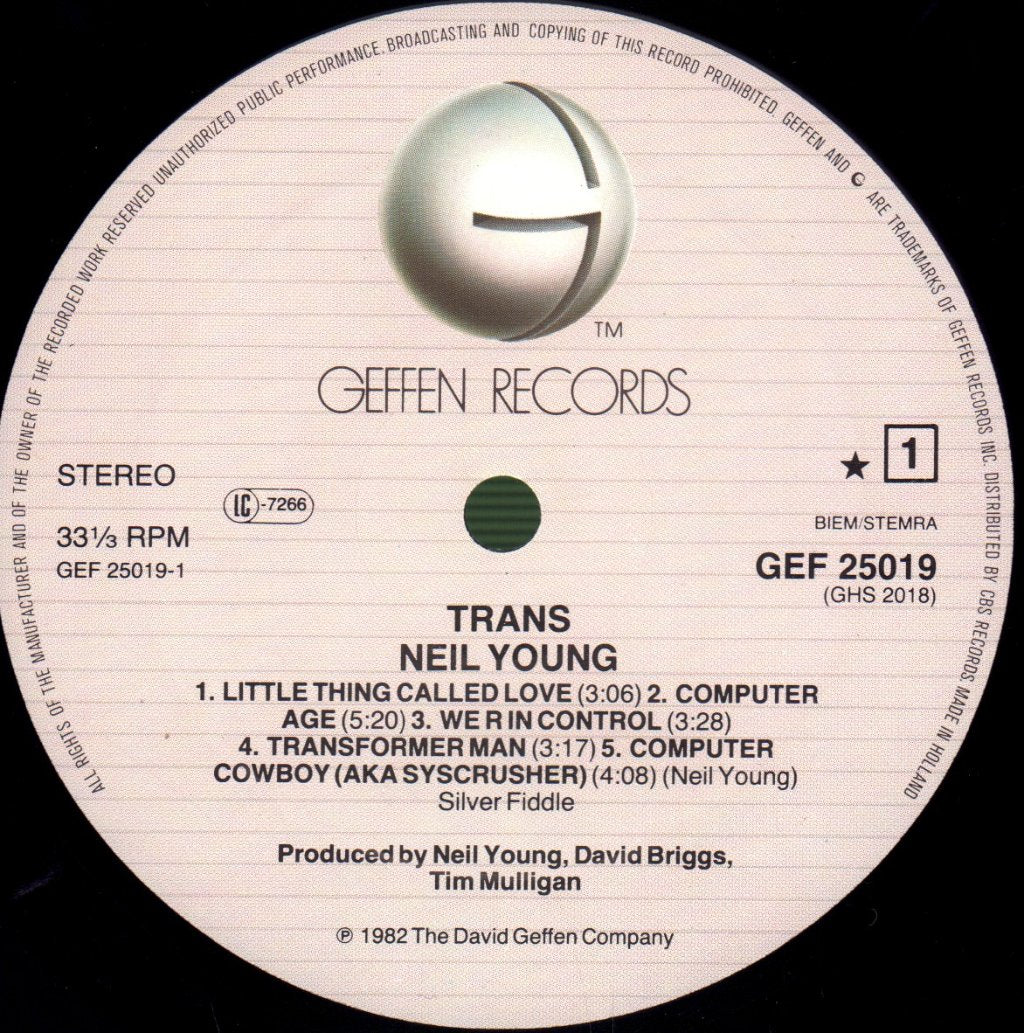 ALL RIGHTS OF THE MANUFACTURER AND OF THE OWNER OF THE RECORDED WORK RESERVED UNAUTHORIZED PUBLIC PERFORMANCE. BROADCASTING AND COPYING OF THIS RECORD PROHIBITED. GEFFEN AND G ARE TRADEMARKS OF GEFFEN RECORDS INC. DISTRIBUTED BY CBS RECORDS. MADE IN HOLLAND
TM
GEFFEN RECORDS
STEREO
LC-7266
33⅓ RPM
GEF 25019-1
★ 1
BIEM/STEMRA
GEF 25019
(GHS 2018)
TRANS
NEIL YOUNG
1. LITTLE THING CALLED LOVE (3:06) 2. COMPUTER
AGE (5:20) 3. WE R IN CONTROL (3:28)
4. TRANSFORMER MAN (3:17) 5. COMPUTER
COWBOY (AKA SYSCRUSHER) (4:08) (Neil Young)
Silver Fiddle
Produced by Neil Young, David Briggs,
Tim Mulligan
℗ 1982 The David Geffen Company